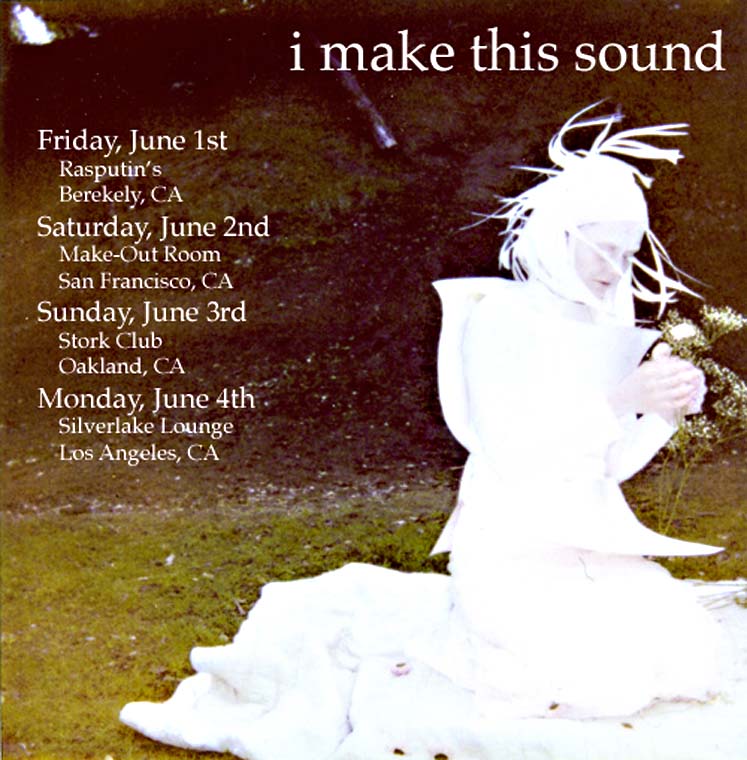 i make this sound
Friday, June 1st
Rasputin's
Berekely, CA
Saturday, June 2nd
Make-Out Room
San Francisco, CA
Sunday, June 3rd
Stork Club
Oakland, CA
Monday, June 4th
Silverlake Lounge
Los Angeles, CA